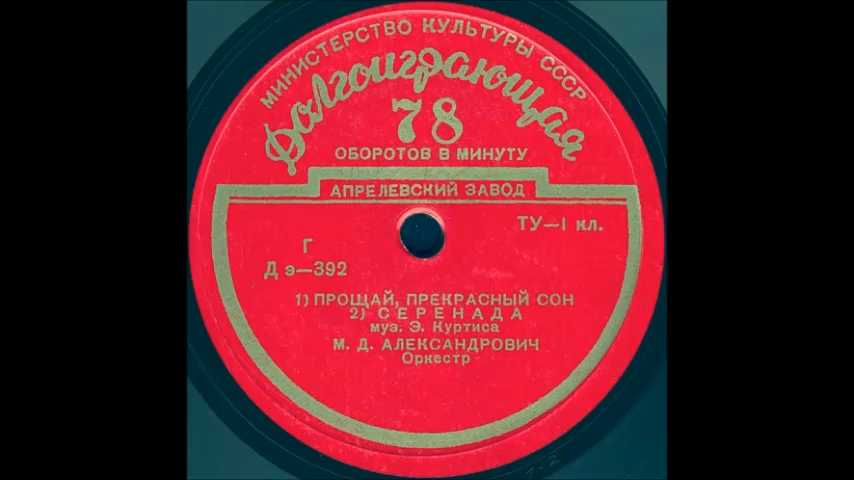 МИНИСТЕРСТВО КУЛЬТУРЫ СССР
Долгоиграющая
78
ОБОРОТОВ В МИНУТУ
АПРЕЛЕВСКИЙ ЗАВОД
ТУ—1 кл.
Г
Д э—392
1) ПРОЩАЙ, ПРЕКРАСНЫЙ СОН
2) СЕРЕНАДА
муз. Э. Куртиса
М. Д. АЛЕКСАНДРОВИЧ
Оркестр